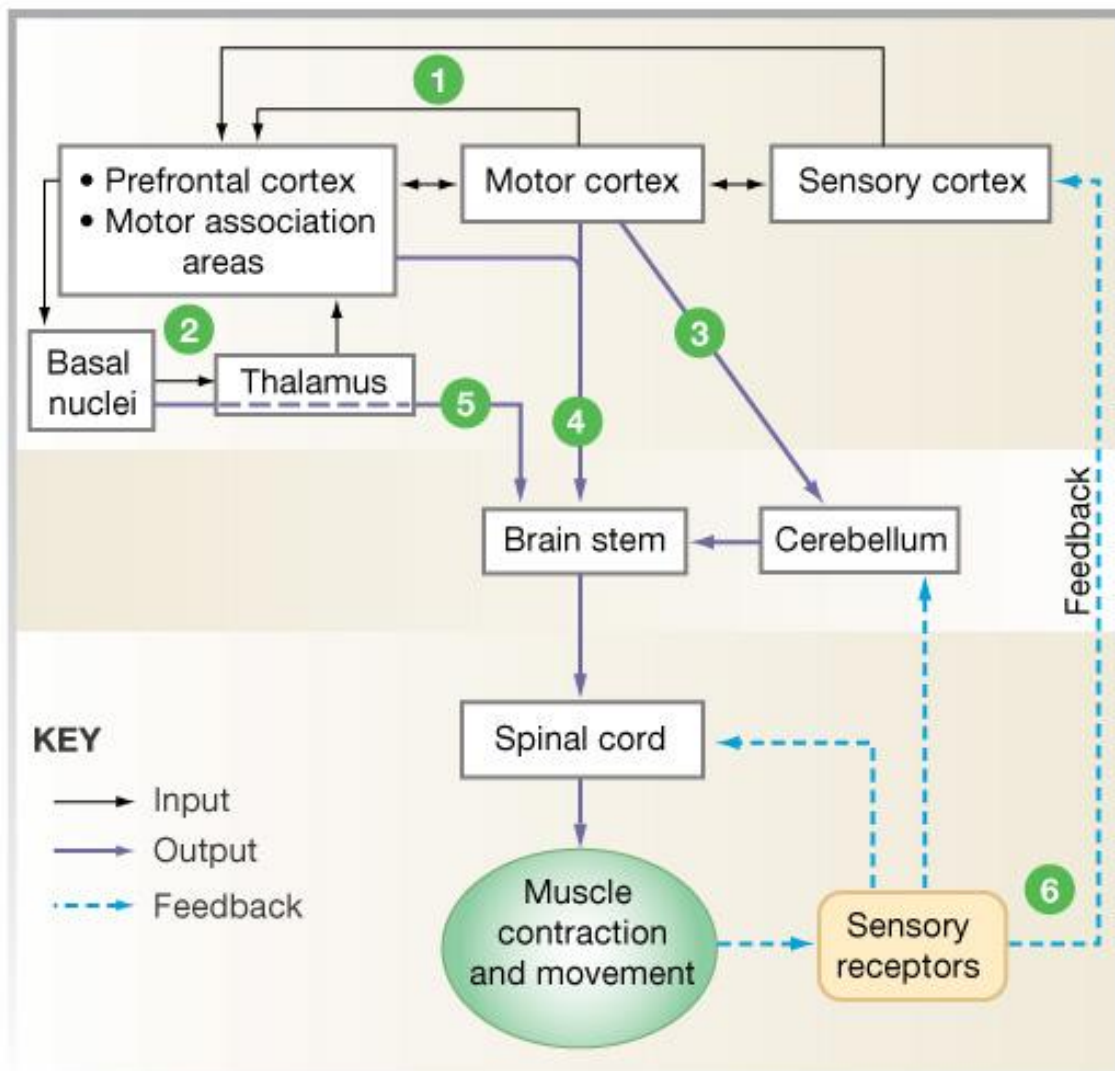 1
• Prefrontal cortex
• Motor association
areas
Motor cortex
Sensory cortex
2
3
Basal
nuclei
Thalamus
5
4
Feedback
Brain stem
Cerebellum
Spinal cord
KEY
Input
Output
Feedback
Muscle
contraction
and movement
6
Sensory
receptors